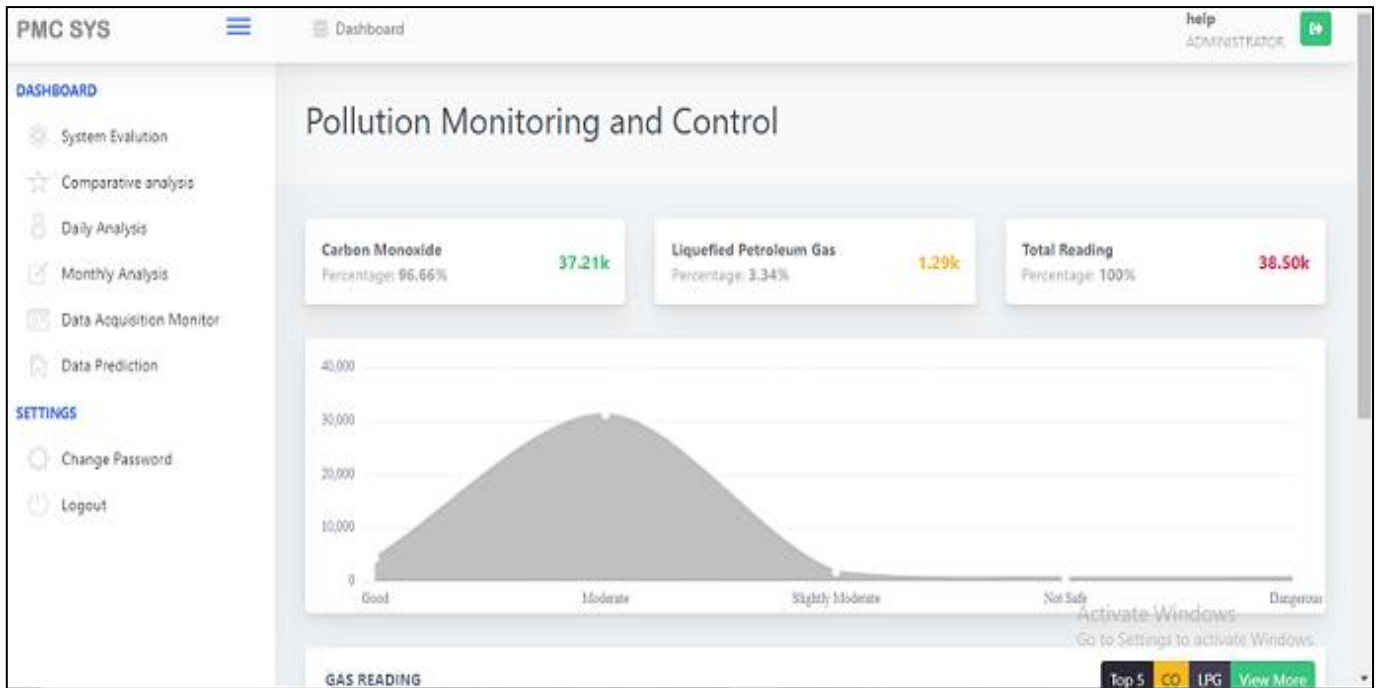 PMC SYS
Dashboard
help
ADMINISTRATOR
DASHBOARD
System Evalution
Comparative analysis
Daily Analysis
Monthly Analysis
Data Acquisition Monitor
Data Prediction
SETTINGS
Change Password
Logout
Pollution Monitoring and Control
Carbon Monoxide
Percentage: 96.66%
37.21k
Liquefied Petroleum Gas
Percentage: 3.34%
1.29k
Total Reading
Percentage: 100%
38.50k
40,000
30,000
20,000
10,000
0
Good Moderate Slightly Moderate Not Safe Dangerous
Activate Windows
Go to Settings to activate Windows.
GAS READING
Top 5 CO LPG View More